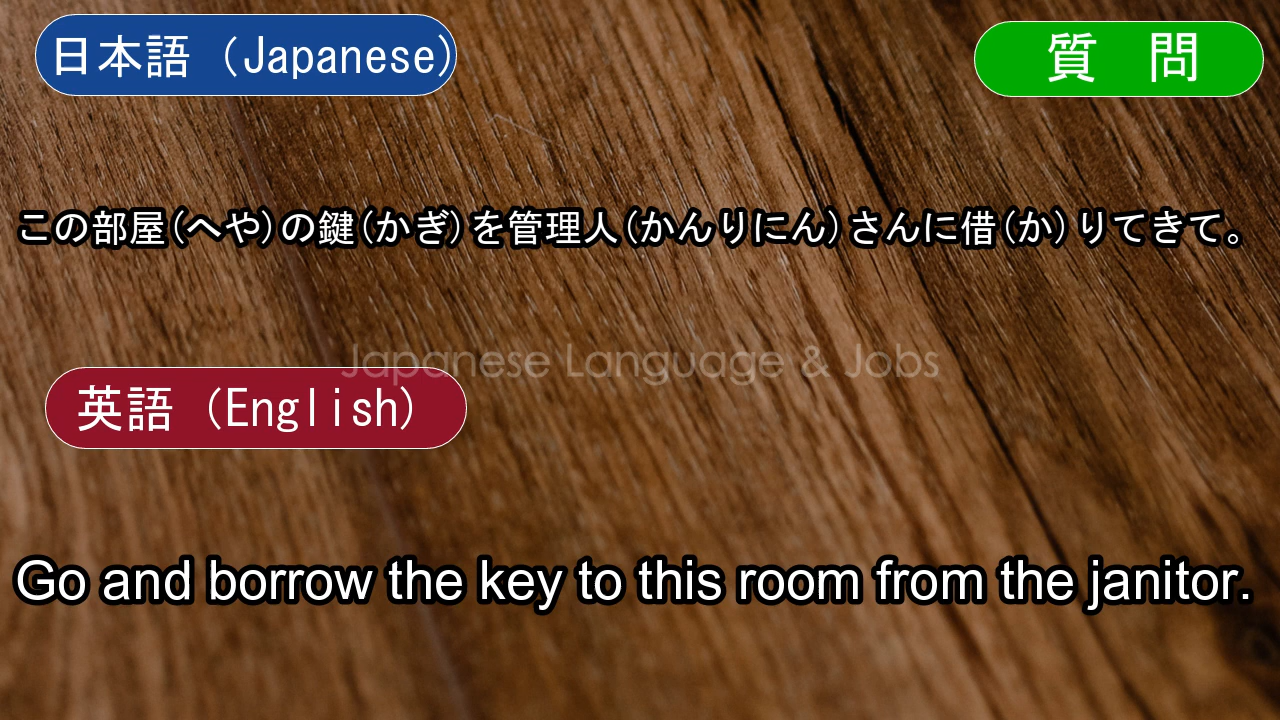 日本語 (Japanese)
質 問
この部屋(へや)の鍵(かぎ)を管理人(かんりにん)さんに借(か)りてきて。
Japanese Language & Jobs
英語 (English)
Go and borrow the key to this room from the janitor.